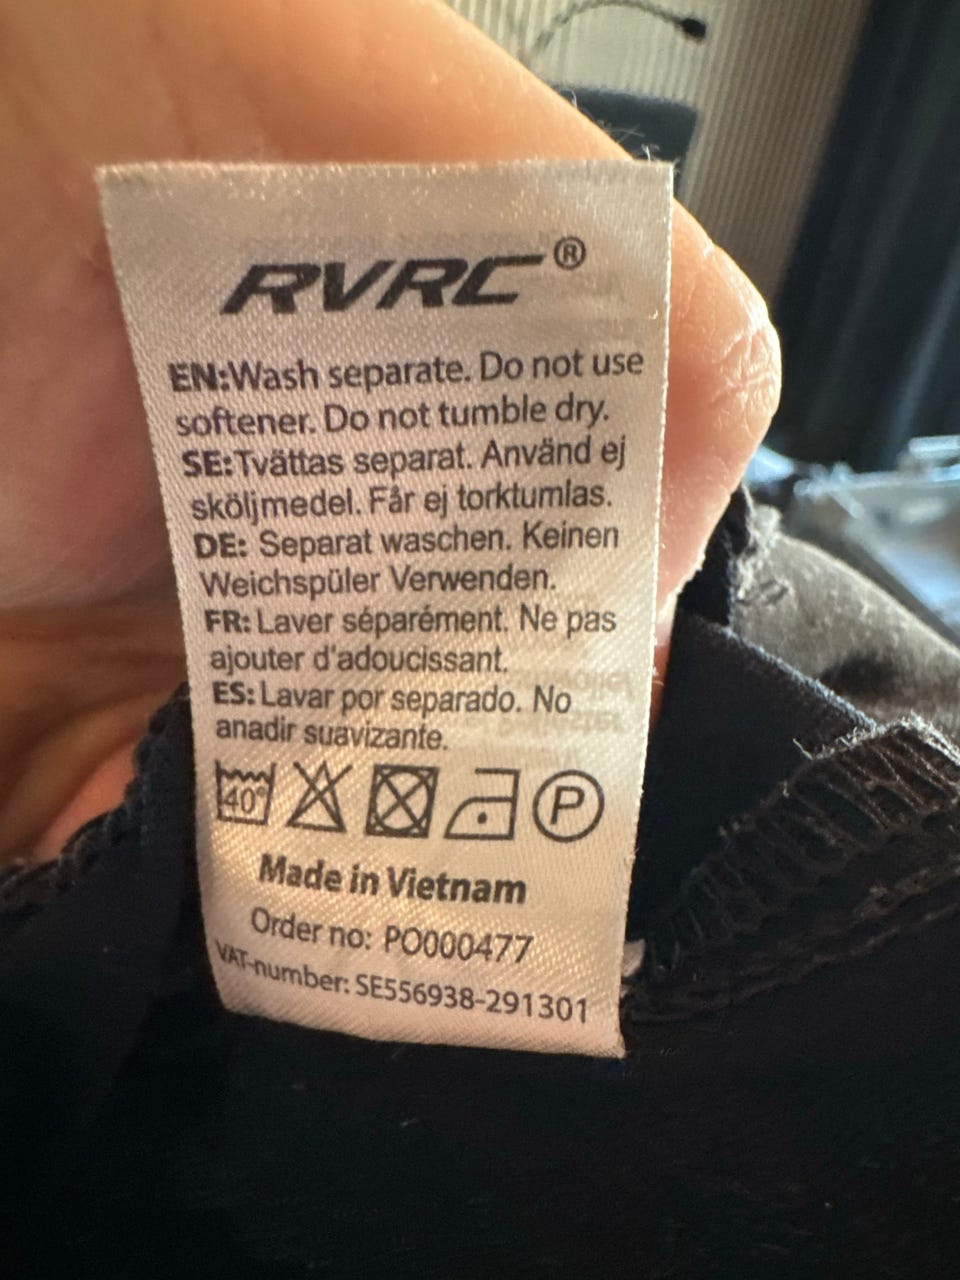 RVRC®
EN:Wash separate. Do not use
softener. Do not tumble dry.
SE:Tvättas separat. Använd ej
sköljmedel. Får ej torktumlas.
DE: Separat waschen. Keinen
Weichspüler Verwenden.
FR: Laver séparément. Ne pas
ajouter d'adoucissant.
ES: Lavar por separado. No
anadir suavizante.
40° P
Made in Vietnam
Order no: PO000477
VAT-number: SE556938-291301